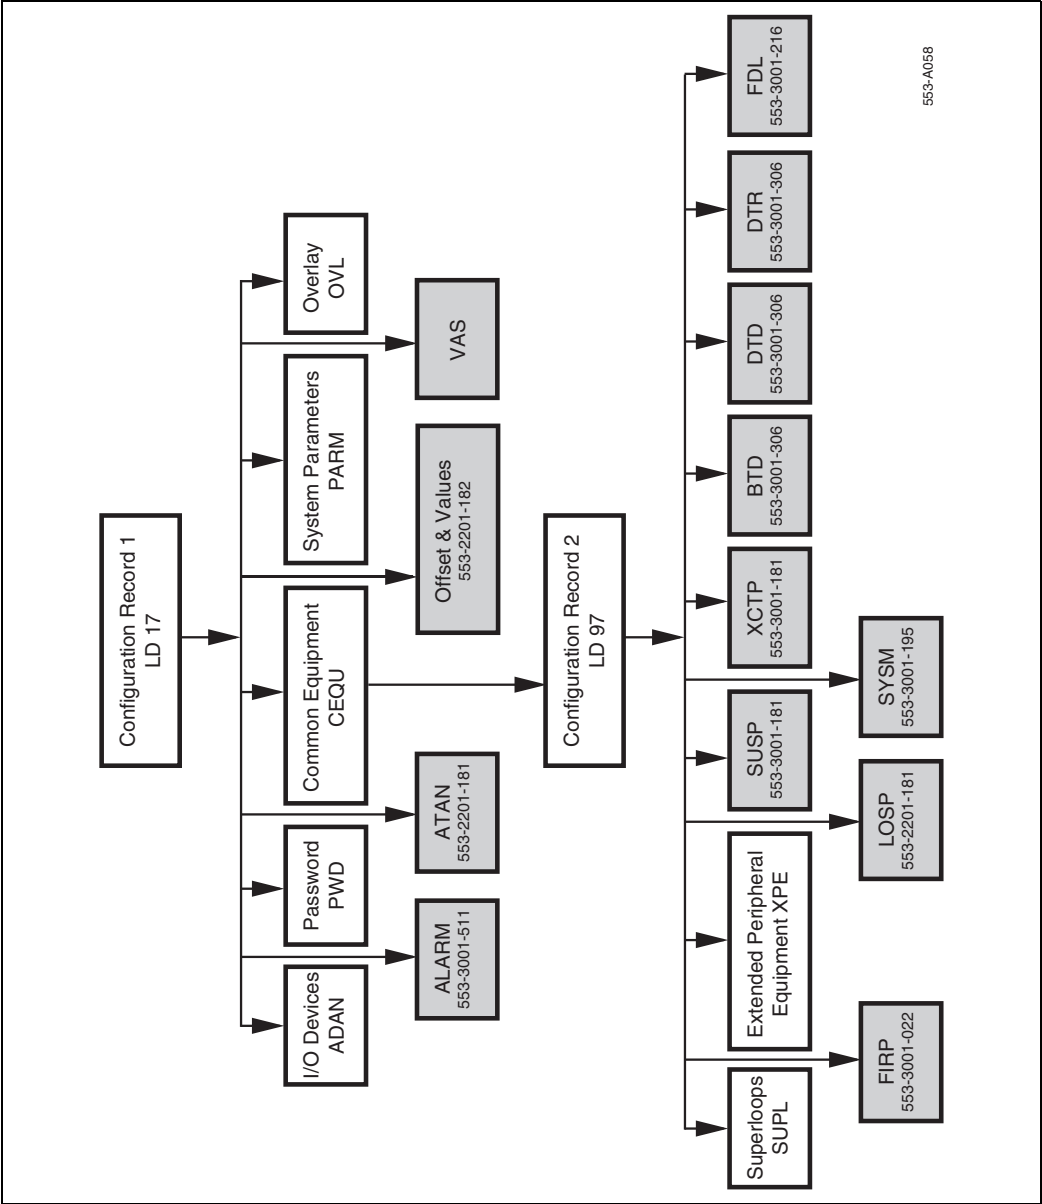 Configuration Record 1
LD 17
I/O Devices
ADAN
Password
PWD
Common Equipment
CEQU
System Parameters
PARM
Overlay
OVL
ALARM
553-3001-511
ATAN
553-2201-181
Offset & Values
553-2201-182
VAS
Configuration Record 2
LD 97
Superloops
SUPL
Extended Peripheral
Equipment XPE
SUSP
553-3001-181
XCTP
553-3001-181
BTD
553-3001-306
DTD
553-3001-306
DTR
553-3001-306
FDL
553-3001-216
FIRP
553-3001-022
LOSP
553-2201-181
SYSM
553-3001-195
553-A058